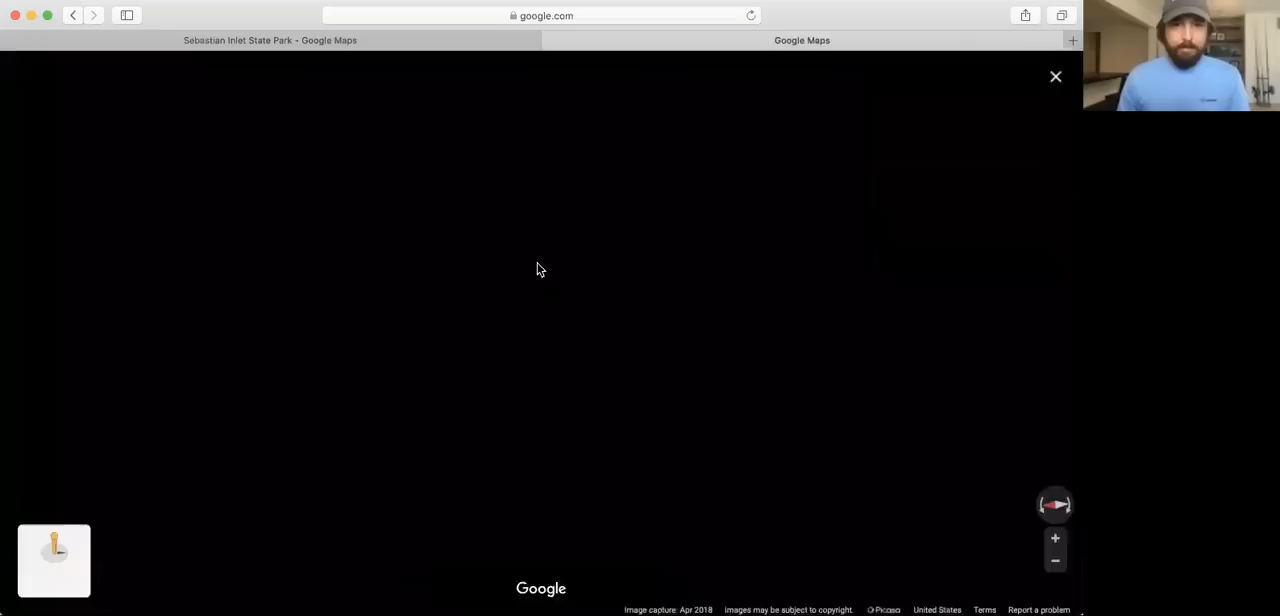 google.com
Sebastian Inlet State Park - Google Maps
Google Maps
Google
Image capture: Apr 2018 Images may be subject to copyright. Picasa United States Terms Report a problem